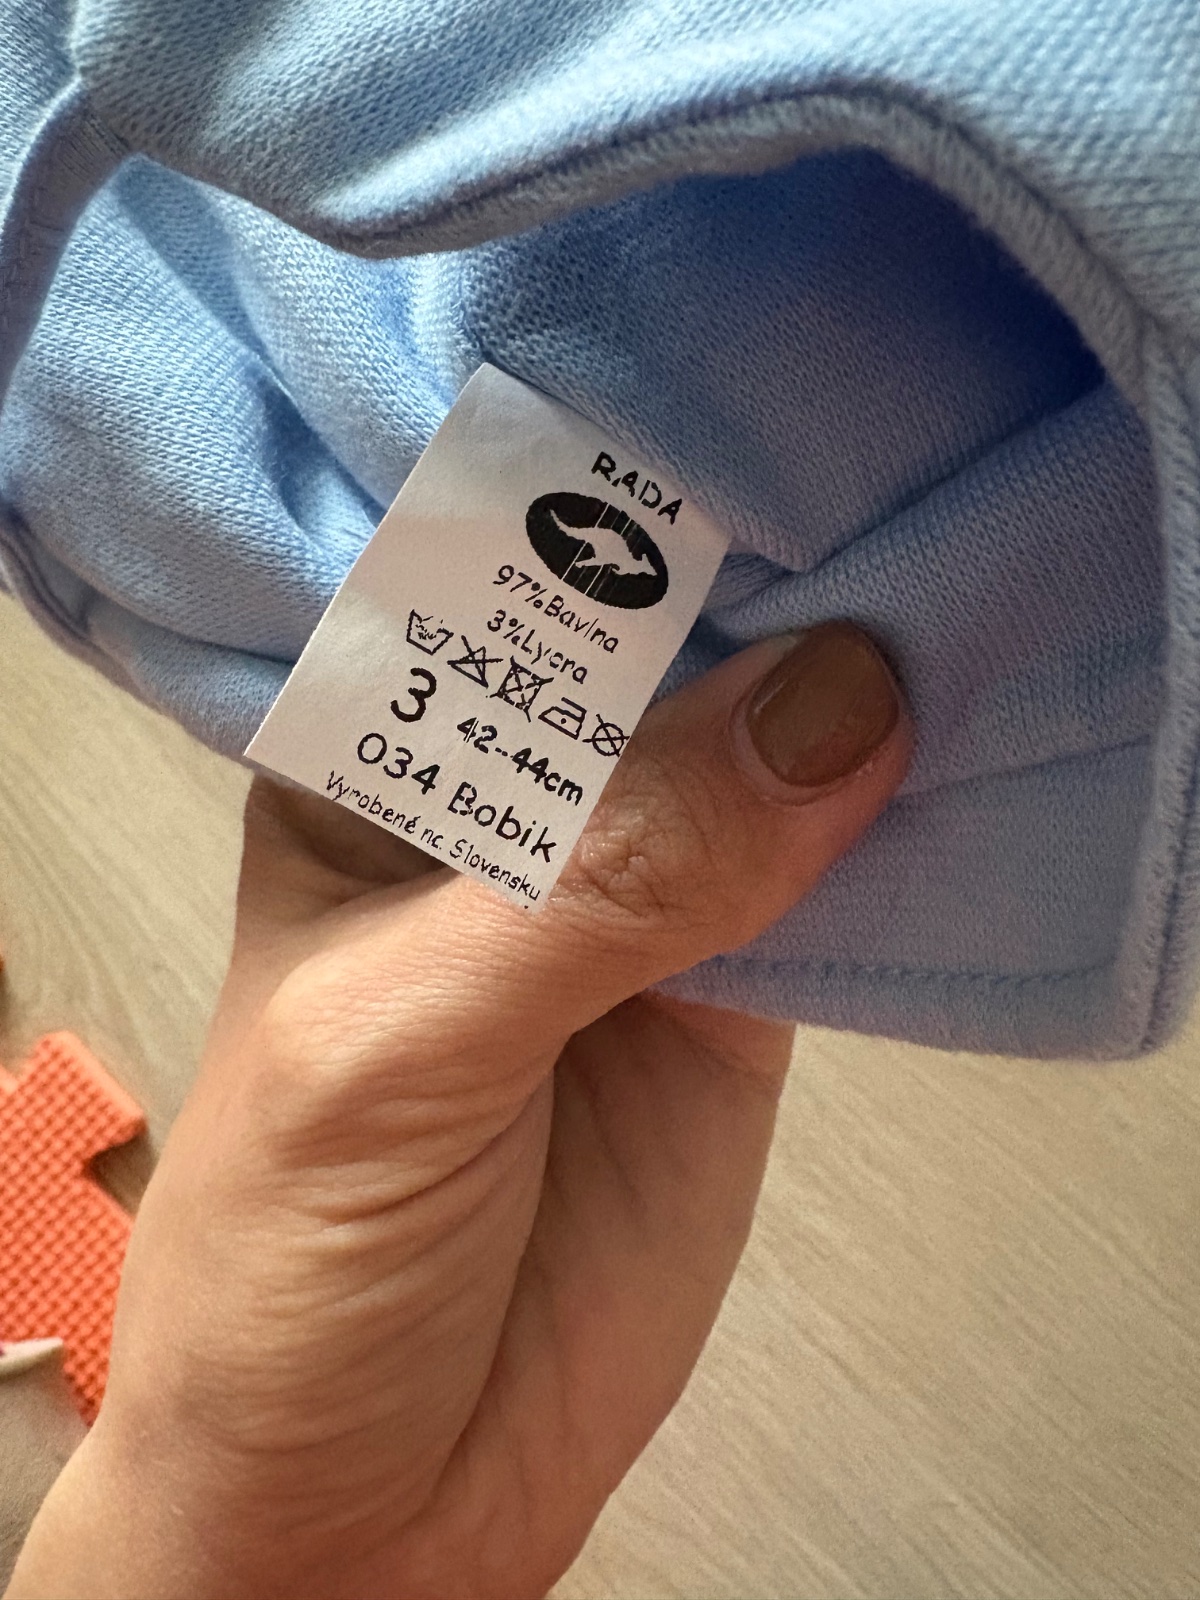 RADA
97%Bavlna
3%Lycra
3 42-44cm
034 Bobik
Vyrobené na Slovensku